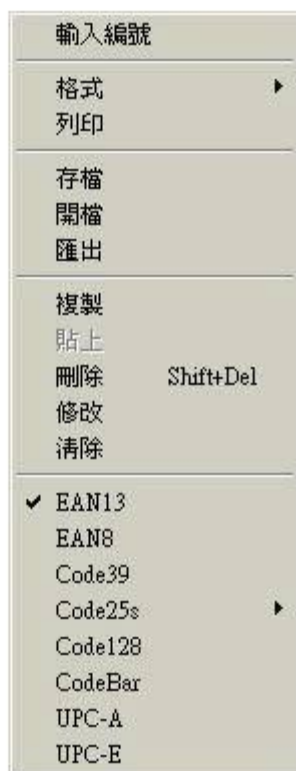 輸入編號
格式
列印
存檔
開檔
匯出
複製
貼上
刪除 Shift+Del
修改
清除
EAN13
EAN8
Code39
Code25s
Code128
CodeBar
UPC-A
UPC-E